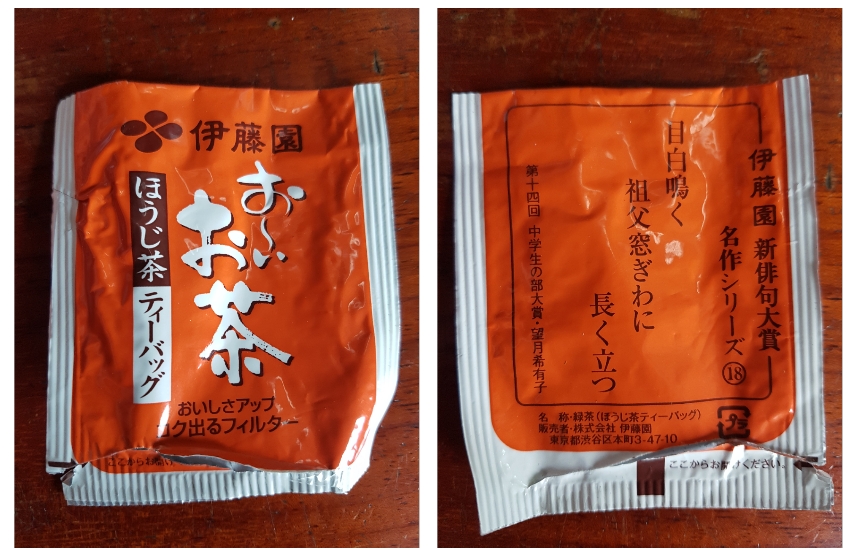 伊藤園
お～い
お茶
ほうじ茶
ティーバッグ
おいしさアップ
コク出るフィルター
伊藤園 新俳句大賞
名作シリーズ⑱
目白鳴く
祖父窓ぎわに
長く立つ
第十四回 中学生の部大賞・望月希有子
名 称・緑茶(ほうじ茶ティーバッグ)
販売者・株式会社 伊藤園
東京都渋谷区本町3-47-10
プラ
ここからお開けください。